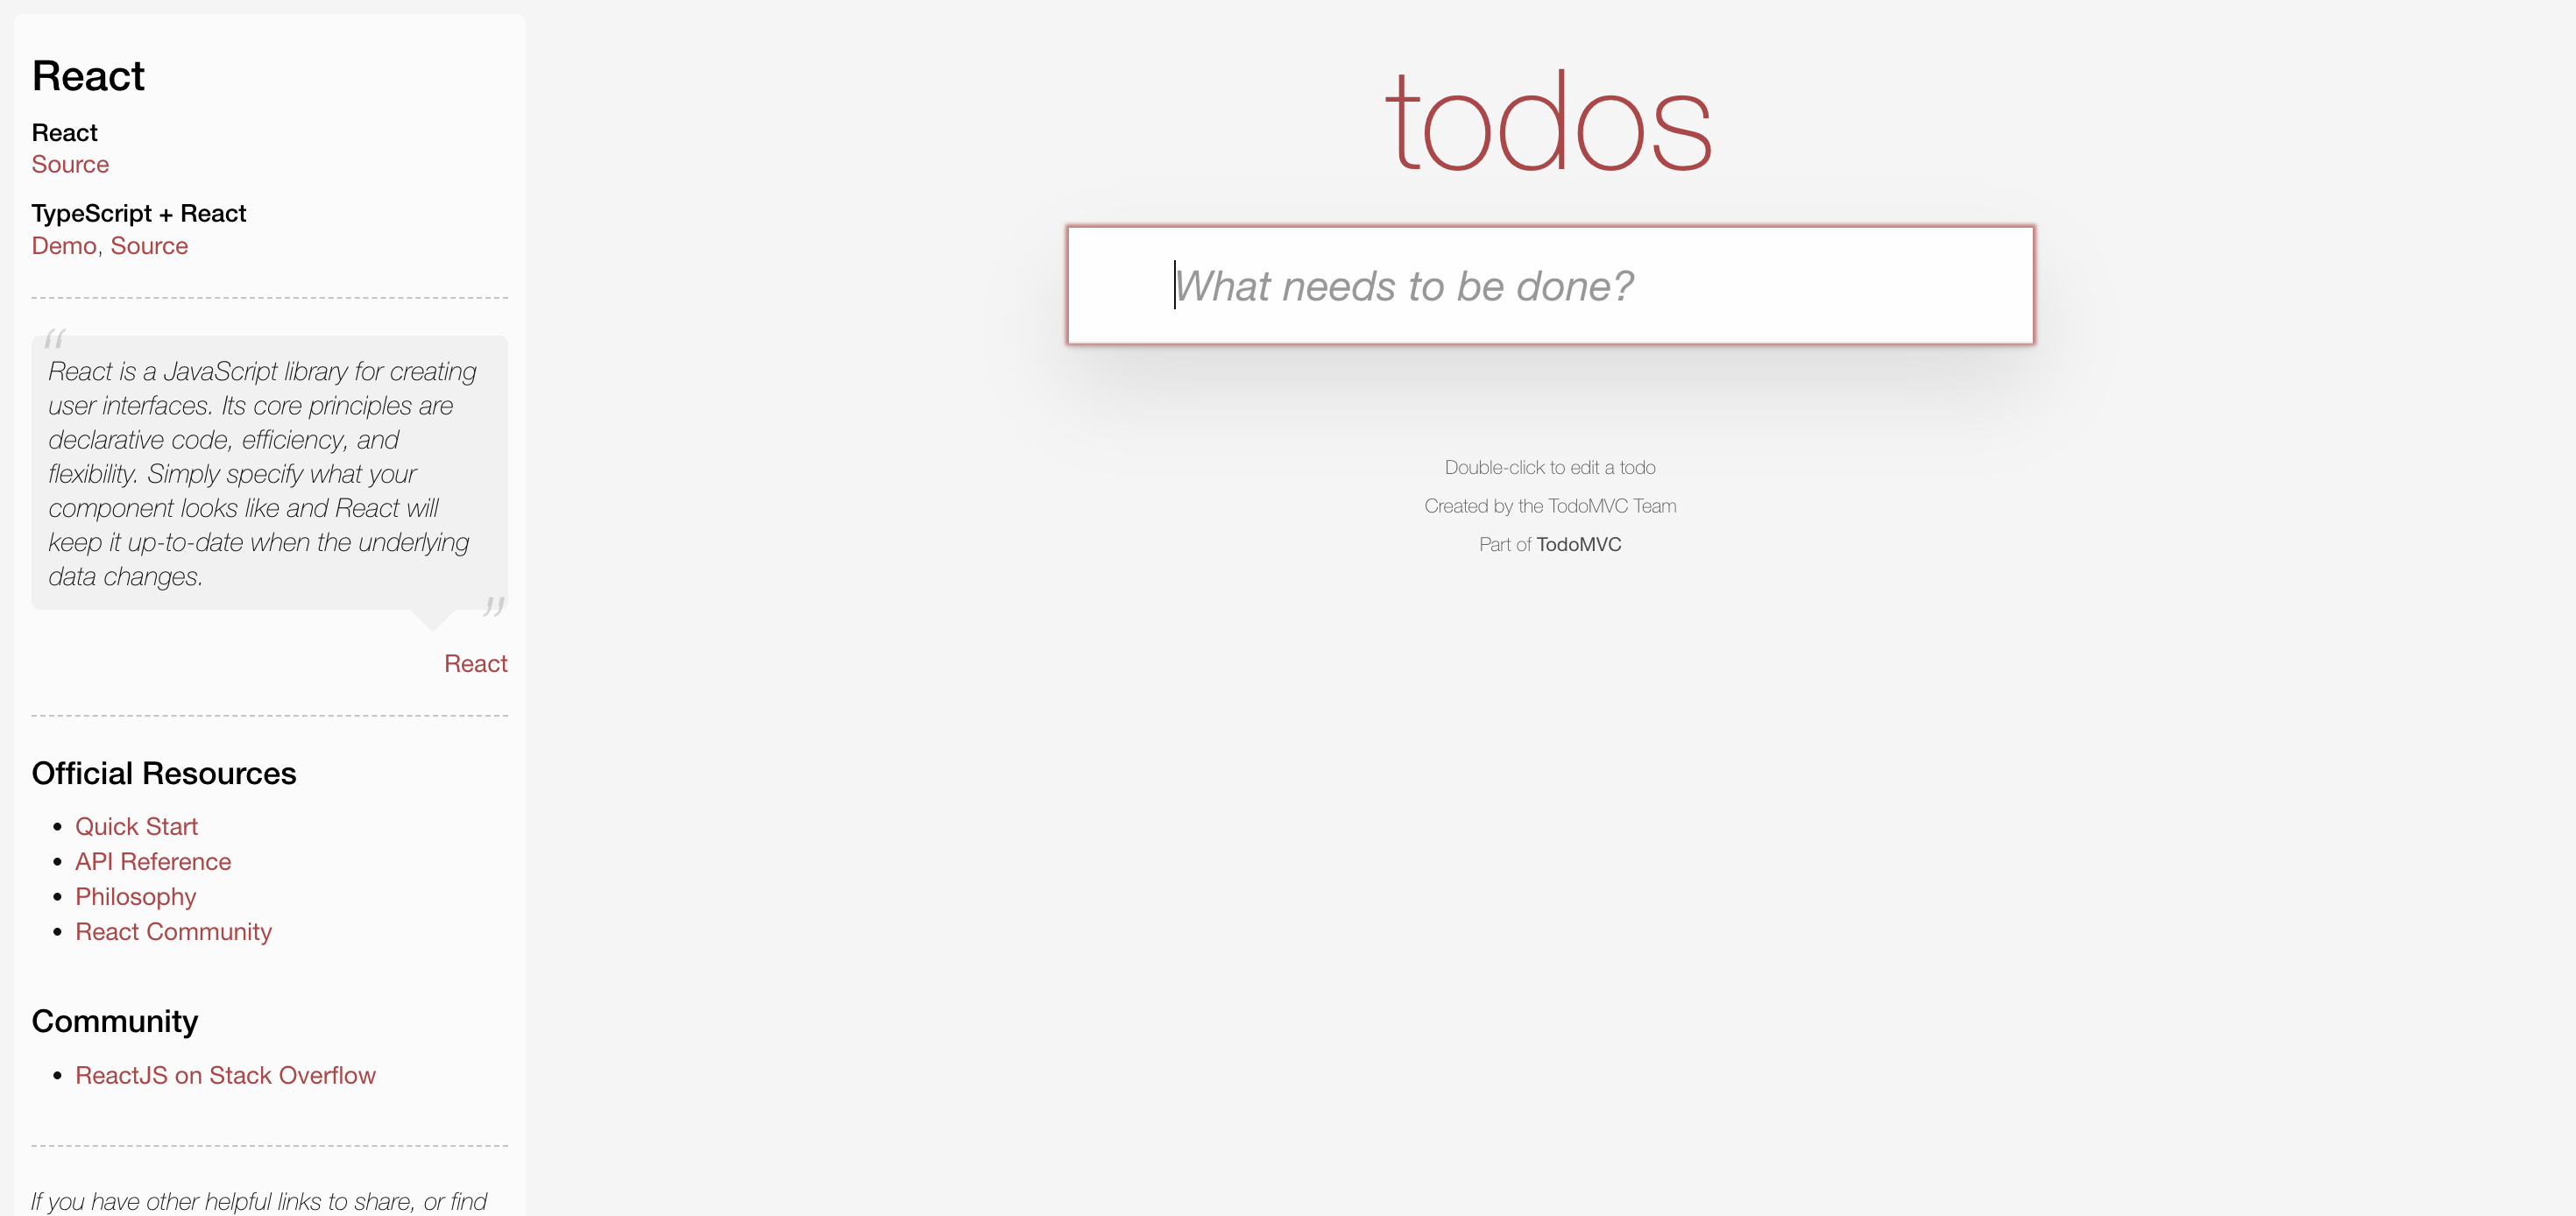 React
React
Source
TypeScript + React
Demo, Source
“
React is a JavaScript library for creating
user interfaces. Its core principles are
declarative code, efficiency, and
flexibility. Simply specify what your
component looks like and React will
keep it up-to-date when the underlying
data changes.
”
React
Official Resources
• Quick Start
• API Reference
• Philosophy
• React Community
Community
• ReactJS on Stack Overflow
If you have other helpful links to share, or find
todos
What needs to be done?
Double-click to edit a todo
Created by the TodoMVC Team
Part of TodoMVC